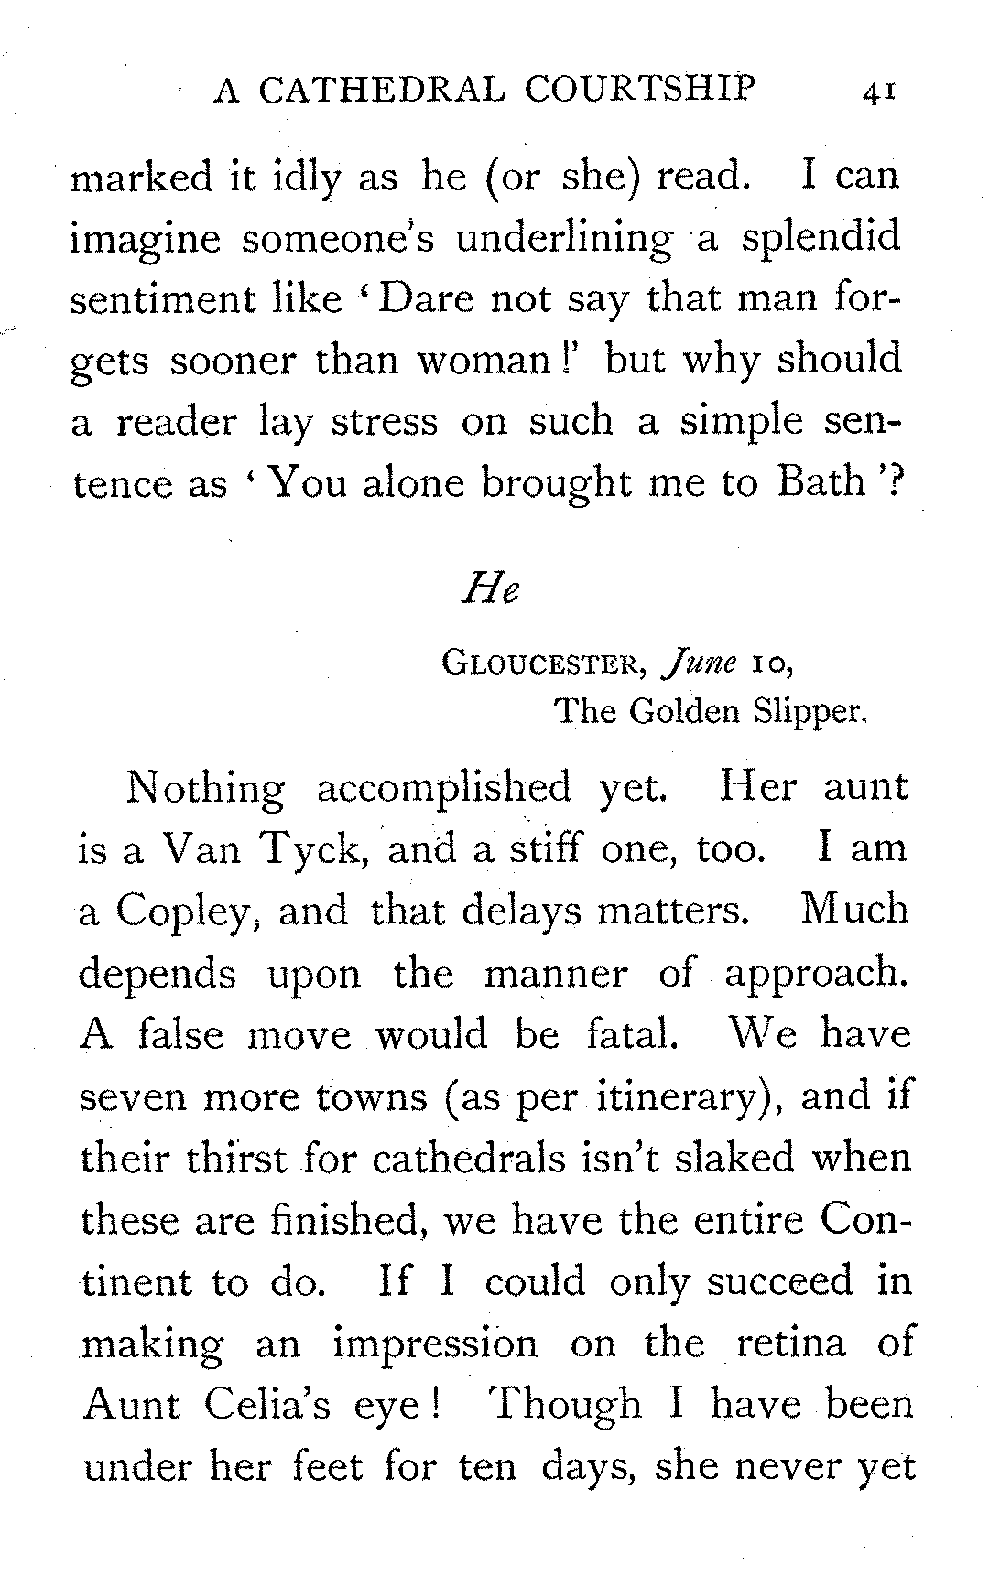 A CATHEDRAL COURTSHIP 41
marked it idly as he (or she) read. I can
imagine someone's underlining a splendid
sentiment like ‘Dare not say that man for-
gets sooner than woman!’ but why should
a reader lay stress on such a simple sen-
tence as ‘You alone brought me to Bath’?
He
GLOUCESTER, June 10,
The Golden Slipper.
Nothing accomplished yet. Her aunt
is a Van Tyck, and a stiff one, too. I am
a Copley, and that delays matters. Much
depends upon the manner of approach.
A false move would be fatal. We have
seven more towns (as per itinerary), and if
their thirst for cathedrals isn't slaked when
these are finished, we have the entire Con-
tinent to do. If I could only succeed in
making an impression on the retina of
Aunt Celia's eye! Though I have been
under her feet for ten days, she never yet